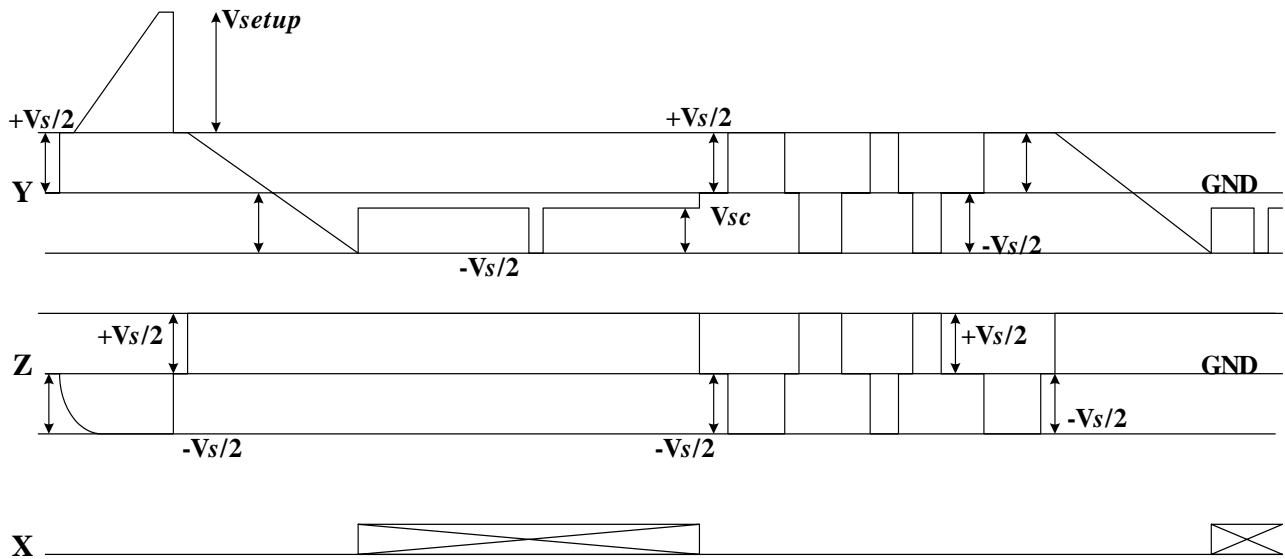 Vsetup
+Vs/2
+Vs/2
Y
GND
Vsc
-Vs/2
-Vs/2
+Vs/2
+Vs/2
Z
GND
-Vs/2
-Vs/2
-Vs/2
X